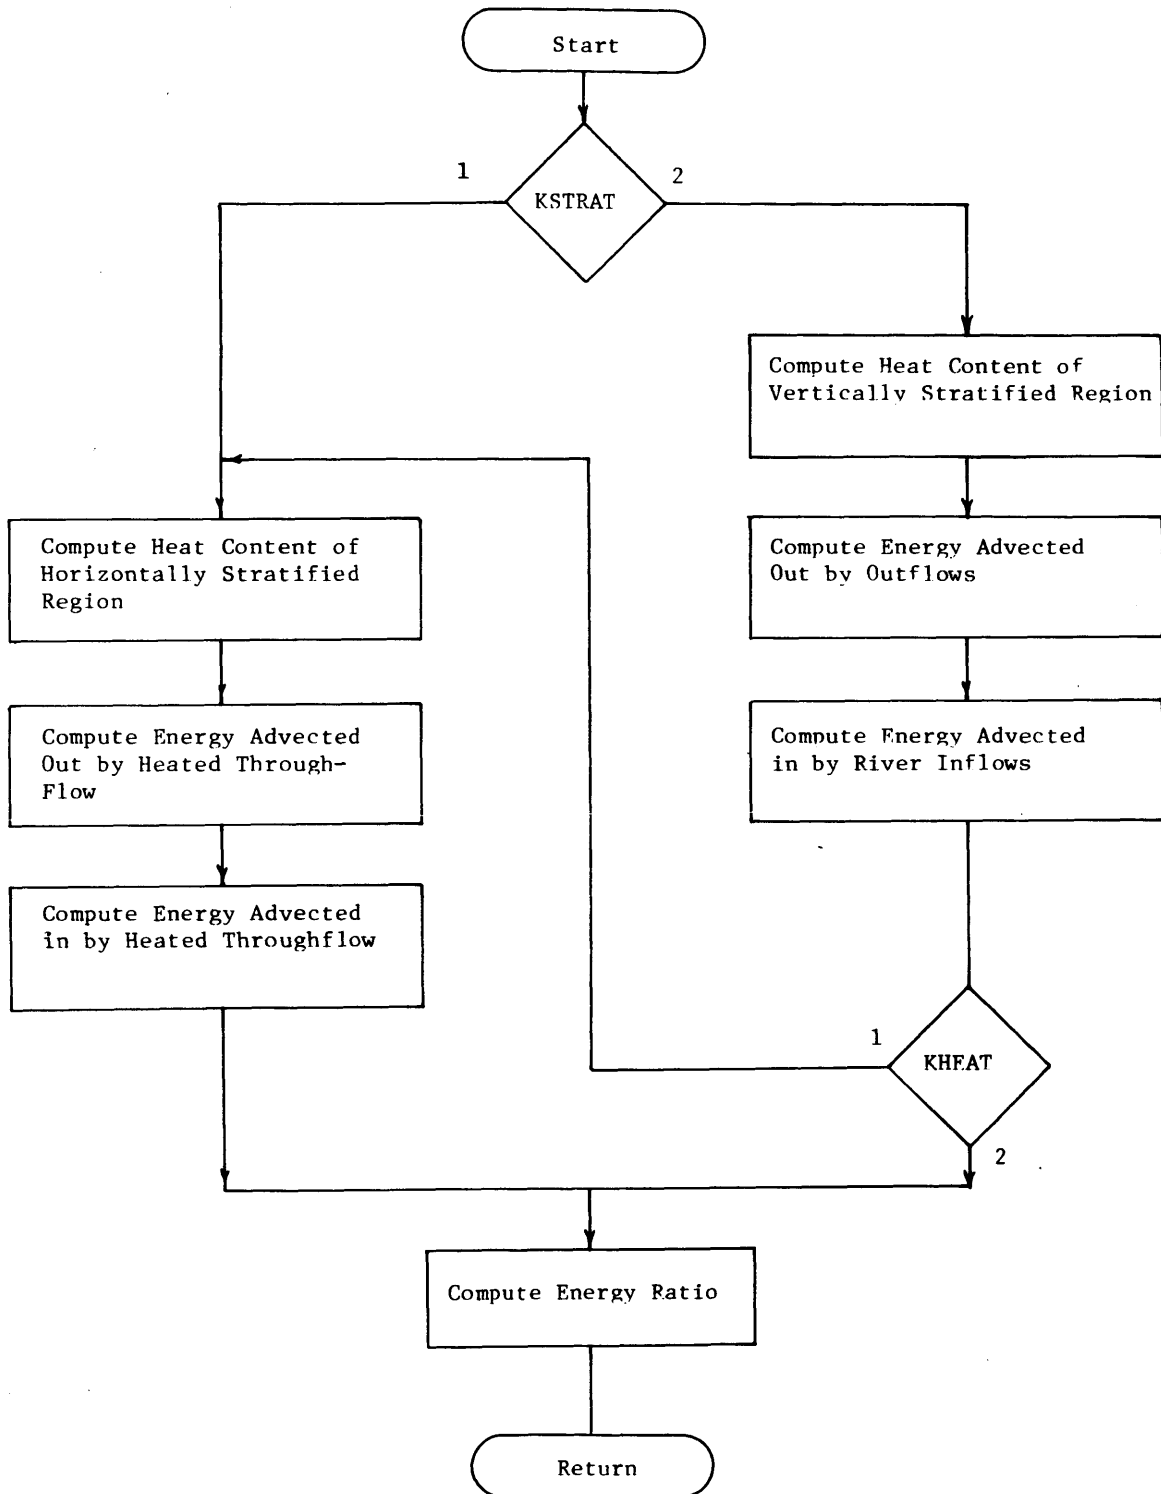 Start
1
2
KSTRAT
Compute Heat Content of
Vertically Stratified Region
Compute Heat Content of
Horizontally Stratified
Region
Compute Energy Advected
Out by Outflows
Compute Energy Advected
Out by Heated Through-
Flow
Compute Energy Advected
in by River Inflows
Compute Energy Advected
in by Heated Throughflow
1
KHEAT
2
Compute Energy Ratio
Return